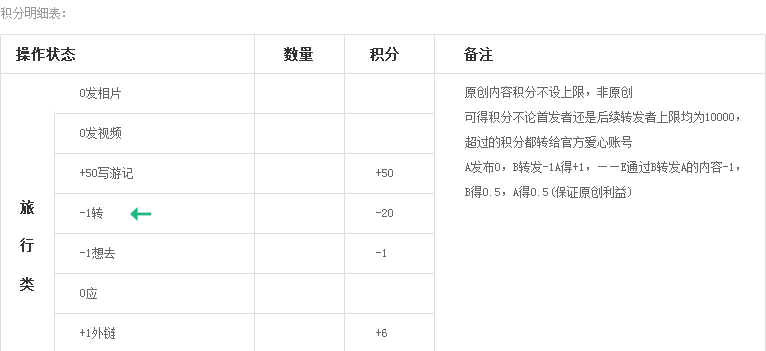 积分明细表:
操作状态 数量 积分 备注
旅行类
0发相片
0发视频
+50写游记 +50
-1转 -20
-1想去 -1
0应
+1外链 +6
原创内容积分不设上限，非原创
可得积分不论首发者还是后续转发者上限均为10000，
超过的积分都转给官方爱心账号
A发布0，B转发-1A得+1，——E通过B转发A的内容-1，
B得0.5，A得0.5(保证原创利益)